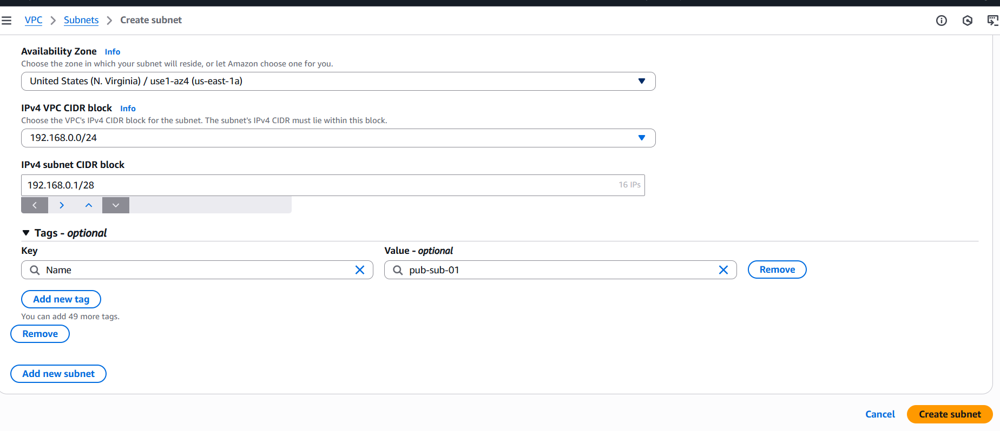 VPC > Subnets > Create subnet
Availability Zone Info
Choose the zone in which your subnet will reside, or let Amazon choose one for you.
United States (N. Virginia) / use1-az4 (us-east-1a)
IPv4 VPC CIDR block Info
Choose the VPC's IPv4 CIDR block for the subnet. The subnet's IPv4 CIDR must lie within this block.
192.168.0.0/24
IPv4 subnet CIDR block
192.168.0.1/28 16 IPs
Tags - optional
Key Value - optional
Name pub-sub-01 Remove
Add new tag
You can add 49 more tags.
Remove
Add new subnet
Cancel Create subnet